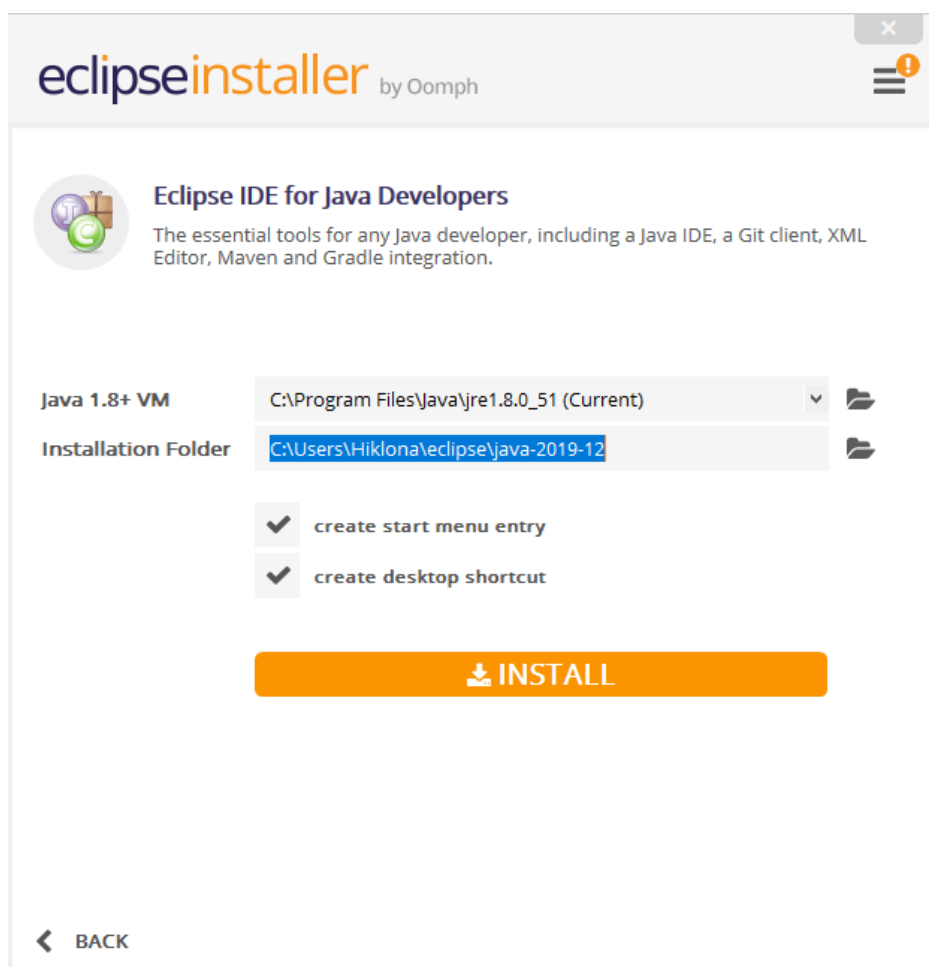 eclipseinstaller by Oomph
Eclipse IDE for Java Developers
The essential tools for any Java developer, including a Java IDE, a Git client, XML
Editor, Maven and Gradle integration.
Java 1.8+ VM C:\Program Files\Java\jre1.8.0_51 (Current)
Installation Folder C:\Users\Hiklona\eclipse\java-2019-12
create start menu entry
create desktop shortcut
INSTALL
BACK